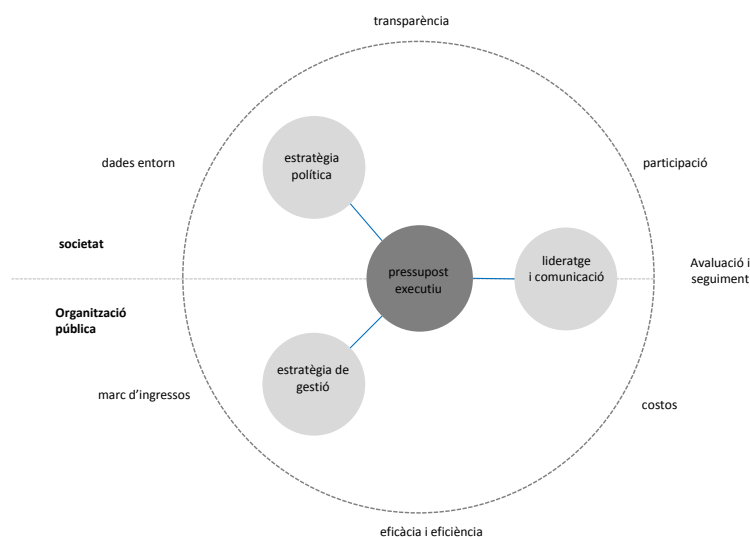 transparència
estratègia
política
dades entorn
participació
societat
pressupost
executiu
lideratge
i comunicació
Avaluació i
seguiment
Organització
pública
estratègia de
gestió
marc d'ingressos
costos
eficàcia i eficiència